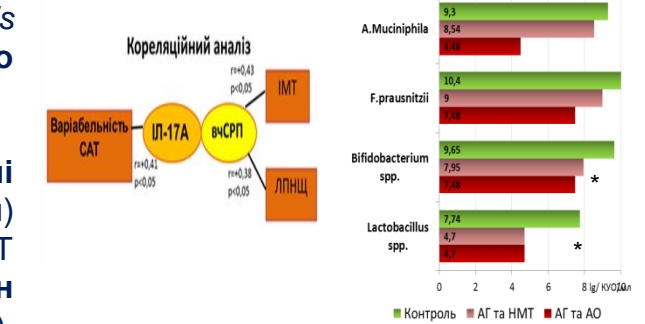 is
о
і
)
Т
н
Кореляційний аналіз
r=+0,43
p<0,05
ІМТ
Варіабельність
САТ
ІЛ-17А
вчСРП
r=+0,41
p<0,05
r=+0,38
p<0,05
ЛПНЩ
A.Muciniphila
9,3
8,54
4,48
F.prausnitzii
10,4
9
7,48
Bifidobacterium
spp.
9,65
7,95
7,48
*
Lactobacillus
spp.
7,74
4,7
4,7
*
0 2 4 6 8 10
lg/ КУО/мл
Контроль АГ та НМТ АГ та АО